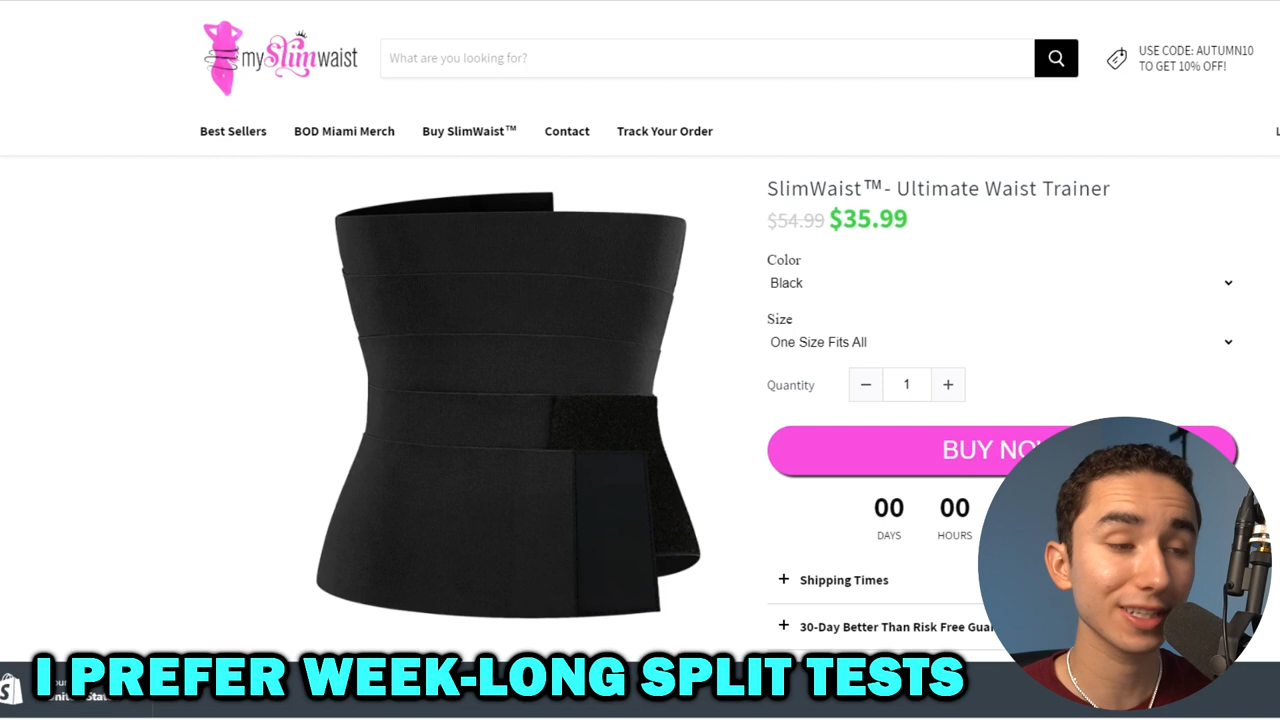 mySlimwaist
What are you looking for?
USE CODE: AUTUMN10
TO GET 10% OFF!
Best Sellers
BOD Miami Merch
Buy SlimWaist™
Contact
Track Your Order
SlimWaist™- Ultimate Waist Trainer
$54.99 $35.99
Color
Black
Size
One Size Fits All
Quantity
− 1 +
BUY NO
00
00
DAYS
HOURS
+ Shipping Times
+ 30-Day Better Than Risk Free Gua
I PREFER WEEK-LONG SPLIT TESTS